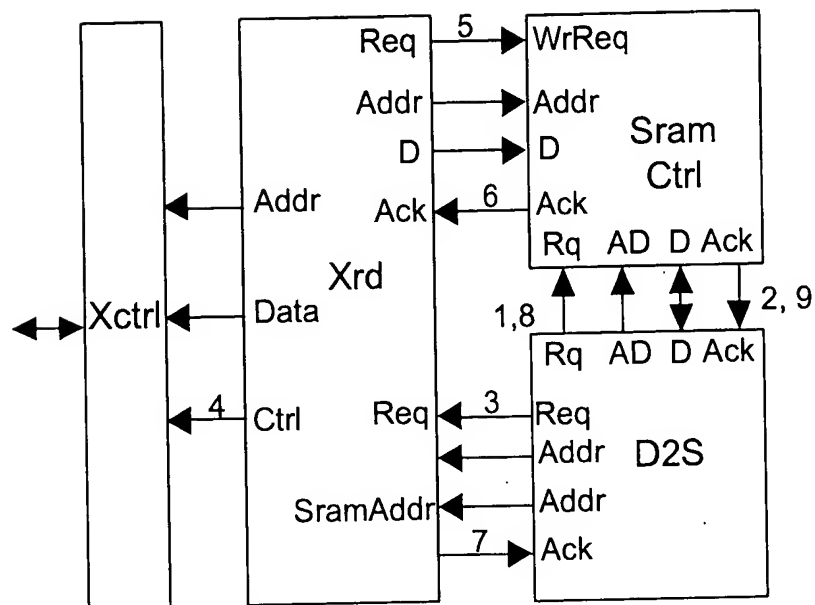 Req 5 WrReq
Addr Addr
D D
Sram
Ctrl
Addr Ack 6 Ack
Rq AD D Ack
Xrd
Xctrl Data
1,8 2, 9
Rq AD D Ack
4 Ctrl Req 3 Req
Addr
D2S
SramAddr Addr
7 Ack